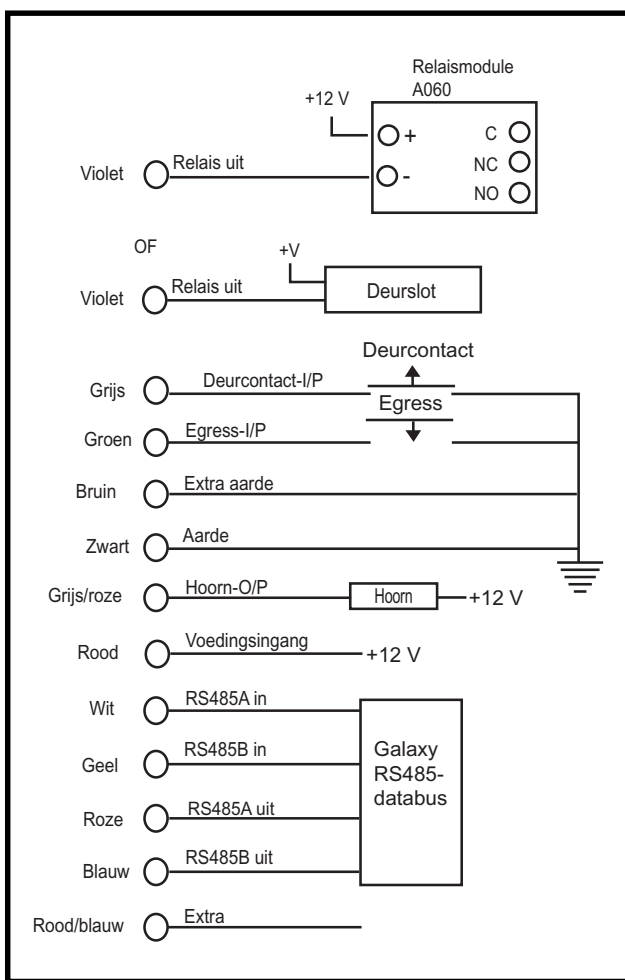 Relaismodule
A060
+12 V
+
C
NC
Violet
Relais uit
-
NO
OF
+V
Violet
Relais uit
Deurslot
Deurcontact
Grijs
Deurcontact-I/P
Egress
Groen
Egress-I/P
Bruin
Extra aarde
Zwart
Aarde
Grijs/roze
Hoorn-O/P
Hoorn
+12 V
Rood
Voedingsingang
+12 V
Wit
RS485A in
Geel
RS485B in
Galaxy
RS485-
databus
Roze
RS485A uit
Blauw
RS485B uit
Rood/blauw
Extra